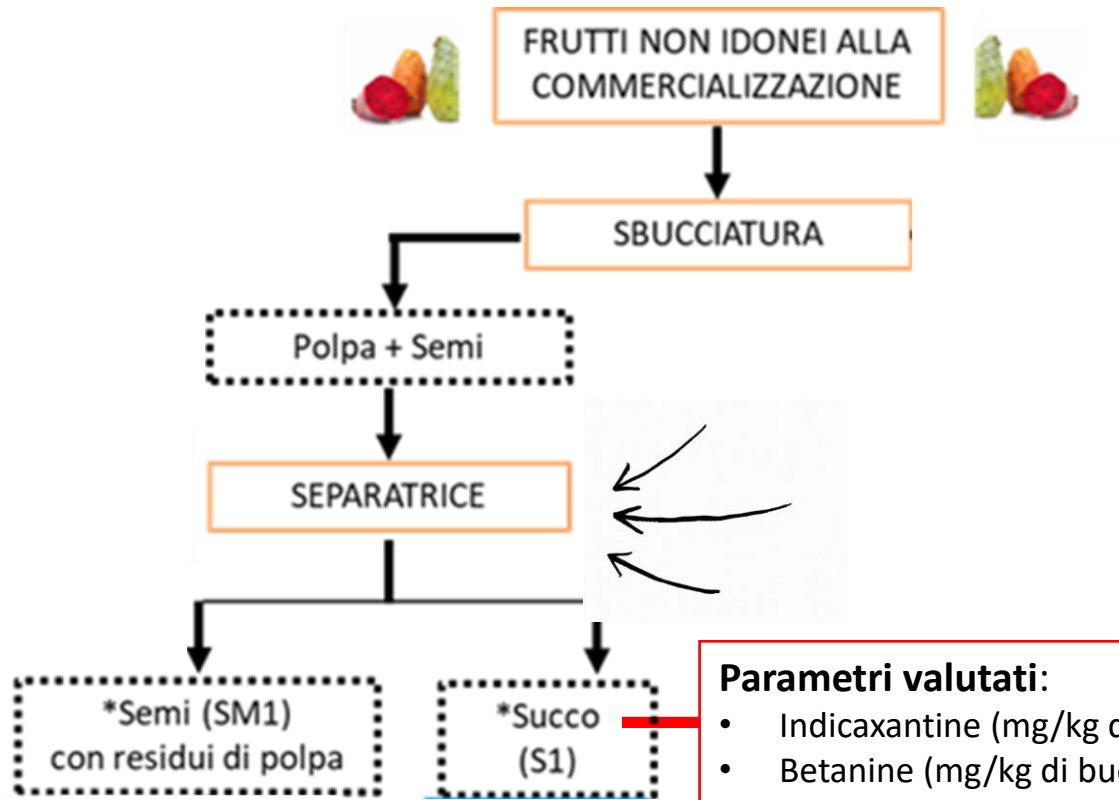 FRUTTI NON IDONEI ALLA
COMMERCIALIZZAZIONE
SBUCCIATURA
Polpa + Semi
SEPARATRICE
*Semi (SM1)
con residui di polpa
*Succo
(S1)
Parametri valutati:
• Indicaxantine (mg/kg
• Betanine (mg/kg di